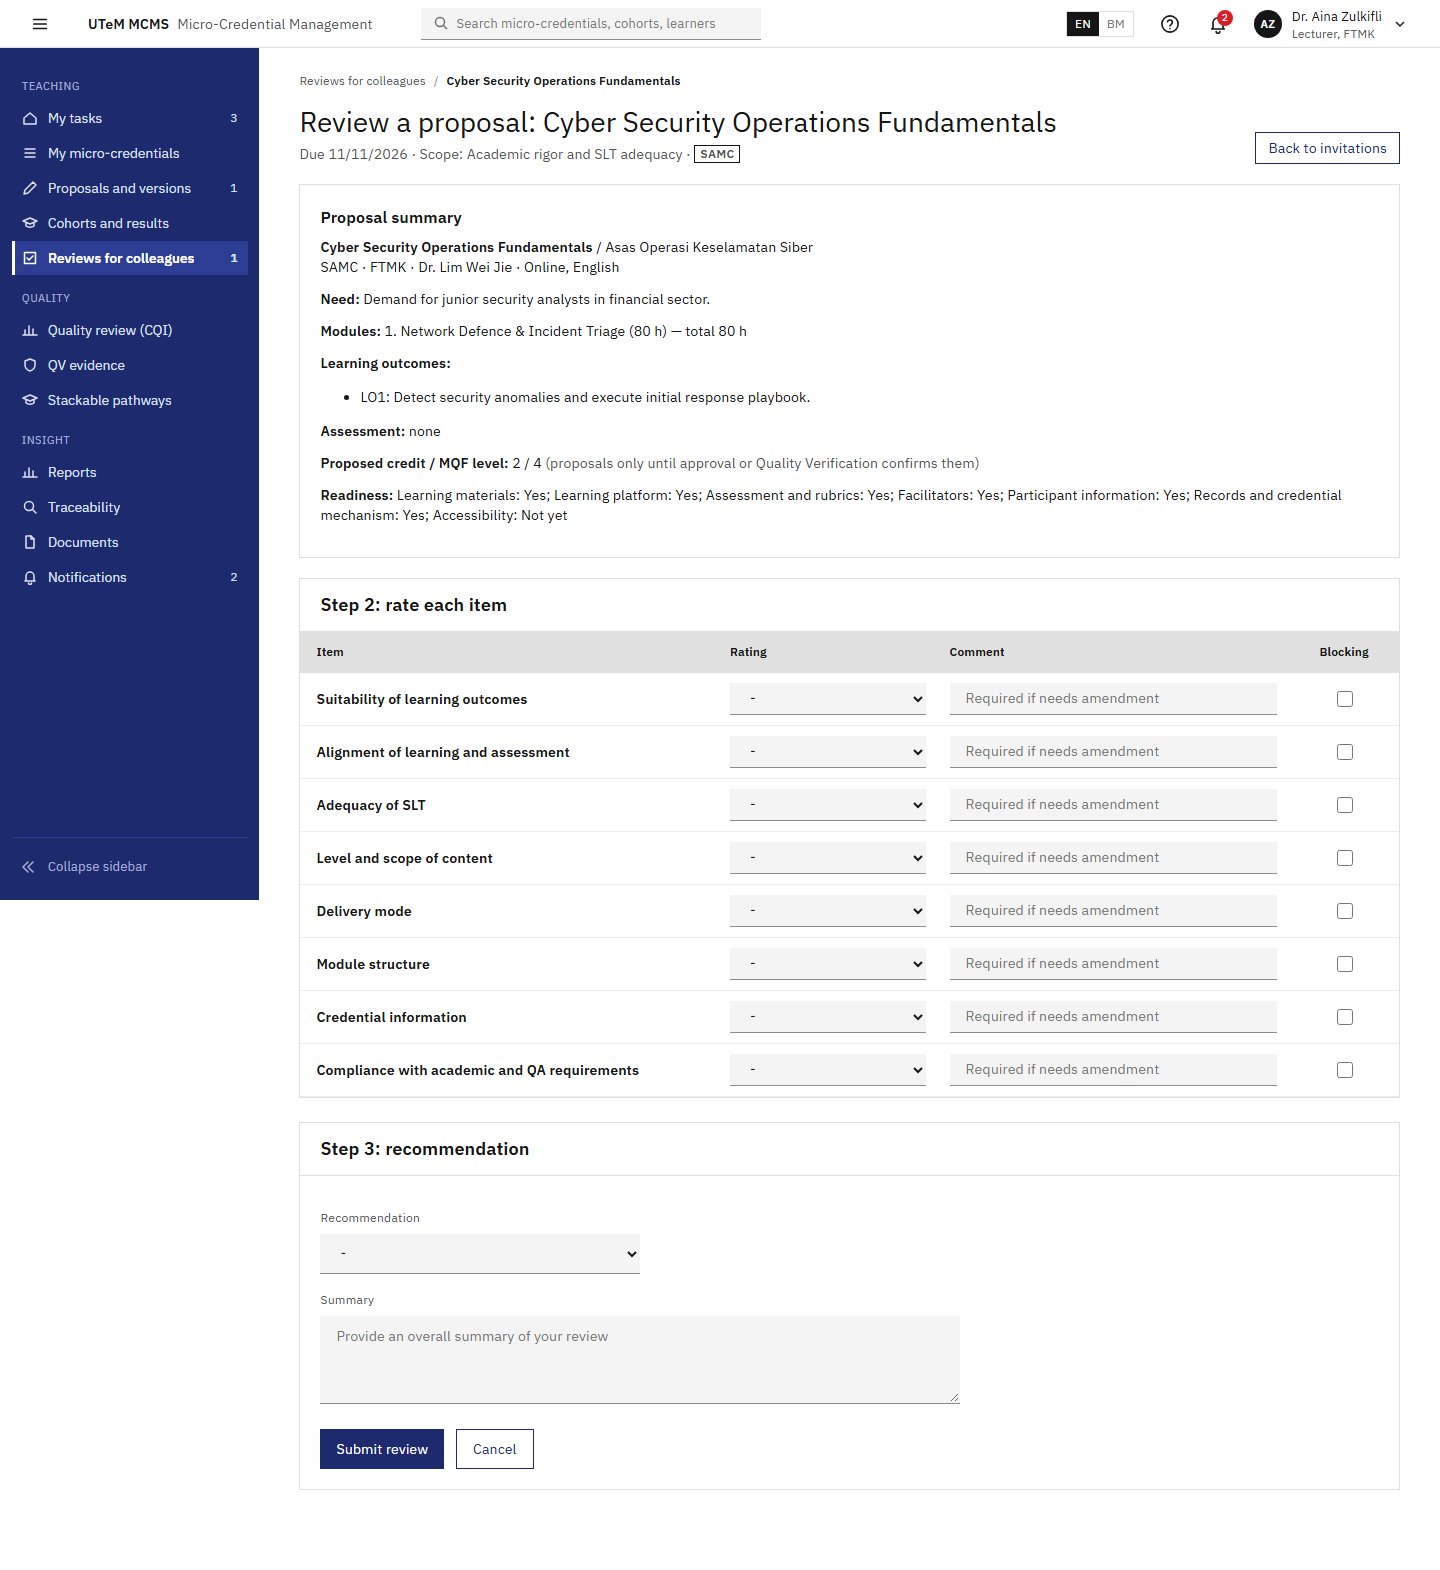 UTeM MCMS Micro-Credential Management
Search micro-credentials, cohorts, learners
EN BM
2
AZ
Dr. Aina Zulkifli
Lecturer, FTMK
TEACHING
My tasks 3
My micro-credentials
Proposals and versions 1
Cohorts and results
Reviews for colleagues 1
QUALITY
Quality review (CQI)
QV evidence
Stackable pathways
INSIGHT
Reports
Traceability
Documents
Notifications 2
Collapse sidebar
Reviews for colleagues / Cyber Security Operations Fundamentals
Review a proposal: Cyber Security Operations Fundamentals
Due 11/11/2026 · Scope: Academic rigor and SLT adequacy · SAMC
Back to invitations
Proposal summary
Cyber Security Operations Fundamentals / Asas Operasi Keselamatan Siber
SAMC · FTMK · Dr. Lim Wei Jie · Online, English
Need: Demand for junior security analysts in financial sector.
Modules: 1. Network Defence & Incident Triage (80 h) — total 80 h
Learning outcomes:
• LO1: Detect security anomalies and execute initial response playbook.
Assessment: none
Proposed credit / MQF level: 2 / 4 (proposals only until approval or Quality Verification confirms them)
Readiness: Learning materials: Yes; Learning platform: Yes; Assessment and rubrics: Yes; Facilitators: Yes; Participant information: Yes; Records and credential
mechanism: Yes; Accessibility: Not yet
Step 2: rate each item
Item Rating Comment Blocking
Suitability of learning outcomes - Required if needs amendment
Alignment of learning and assessment - Required if needs amendment
Adequacy of SLT - Required if needs amendment
Level and scope of content - Required if needs amendment
Delivery mode - Required if needs amendment
Module structure - Required if needs amendment
Credential information - Required if needs amendment
Compliance with academic and QA requirements - Required if needs amendment
Step 3: recommendation
Recommendation
-
Summary
Provide an overall summary of your review
Submit review Cancel